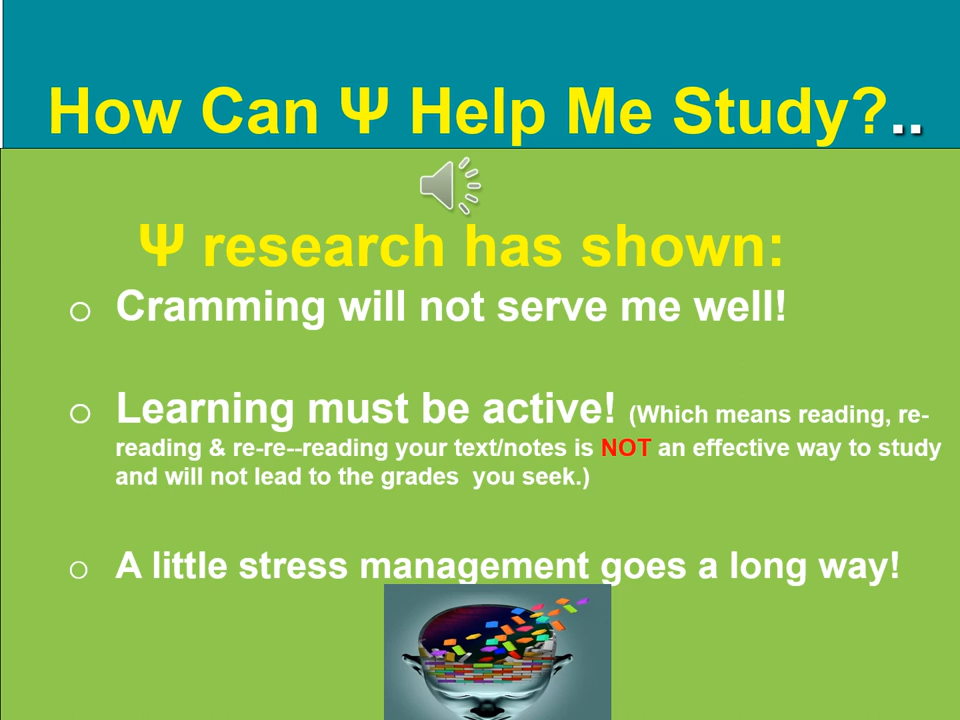 How Can Ψ Help Me Study?..
Ψ research has shown:
o Cramming will not serve me well!
o Learning must be active! (Which means reading, re-
reading & re-re--reading your text/notes is NOT an effective way to study
and will not lead to the grades  you seek.)
o A little stress management goes a long way!